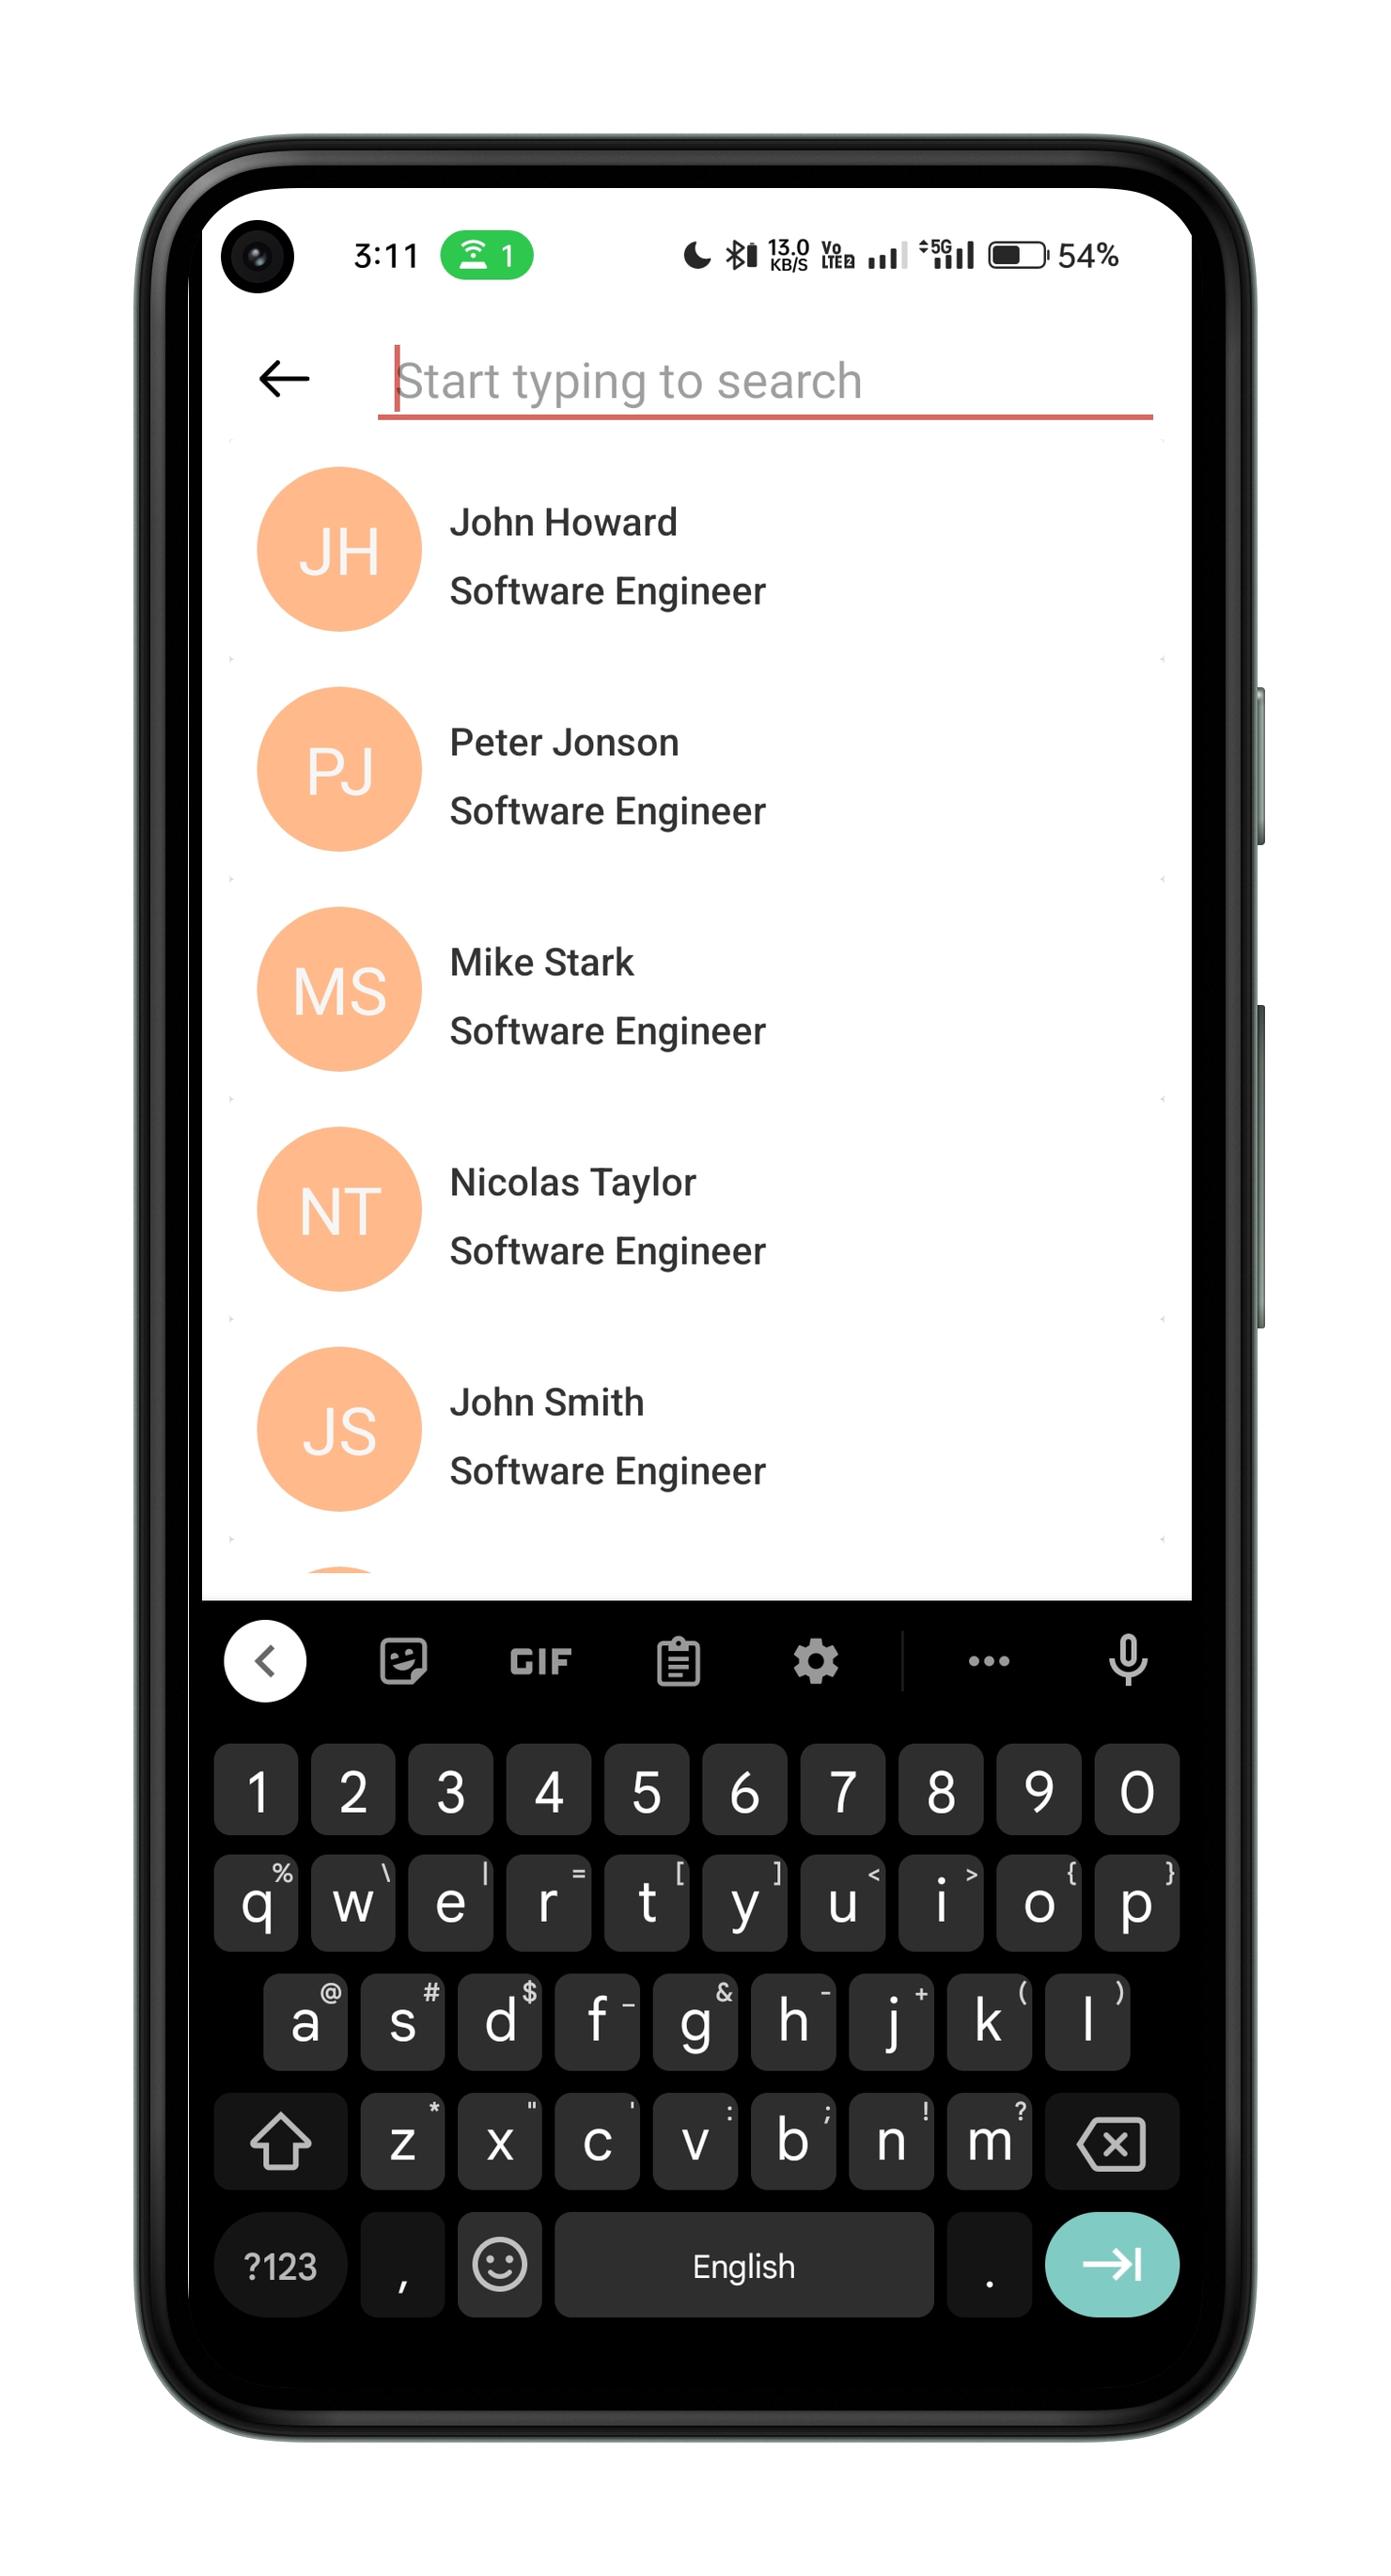 3:11 1 13.0 KB/S Vo LTE 2 5G 54%
Start typing to search
JH
John Howard
Software Engineer
PJ
Peter Jonson
Software Engineer
MS
Mike Stark
Software Engineer
NT
Nicolas Taylor
Software Engineer
JS
John Smith
Software Engineer
GIF
1 2 3 4 5 6 7 8 9 0
% \ | = [ ] < > { }
q w e r t y u i o p
@ # $ _ & - + ( )
a s d f g h j k l
* " ' : ; ! ?
z x c v b n m
?123 , English .